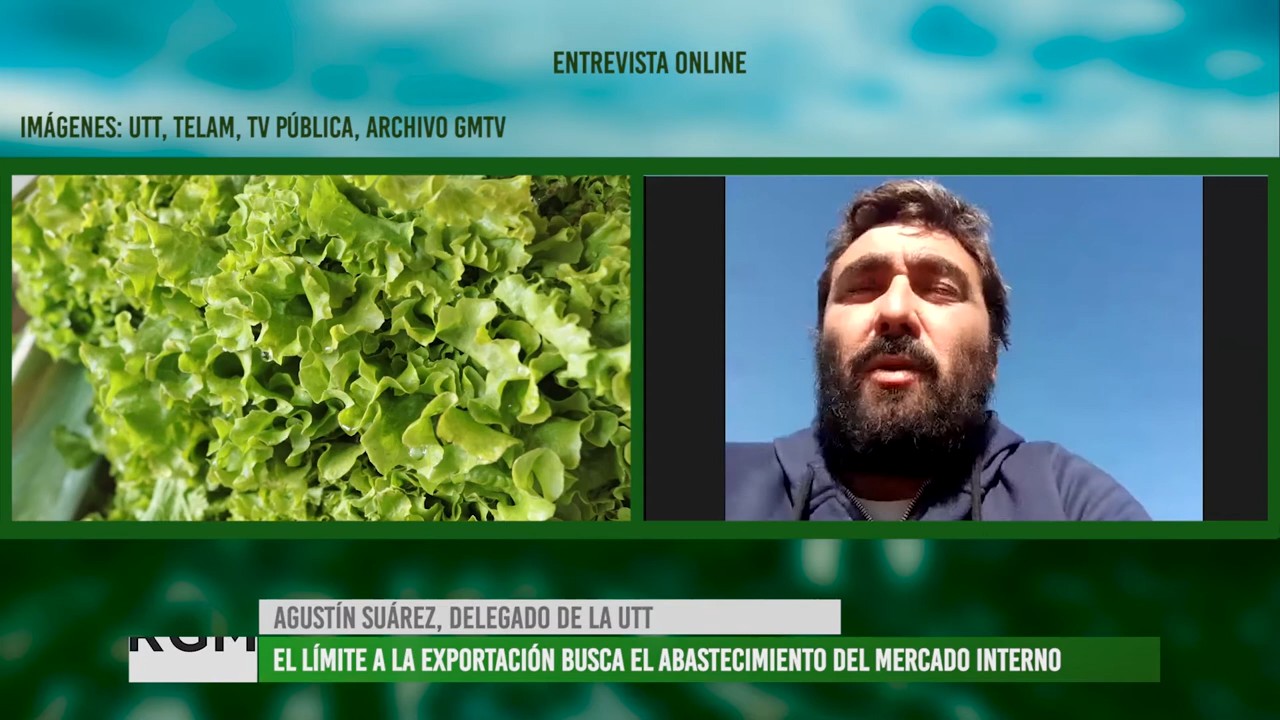 ENTREVISTA ONLINE
IMÁGENES: UTT, TELAM, TV PÚBLICA, ARCHIVO GMTV
AGUSTÍN SUÁREZ, DELEGADO DE LA UTT
EL LÍMITE A LA EXPORTACIÓN BUSCA EL ABASTECIMIENTO DEL MERCADO INTERNO